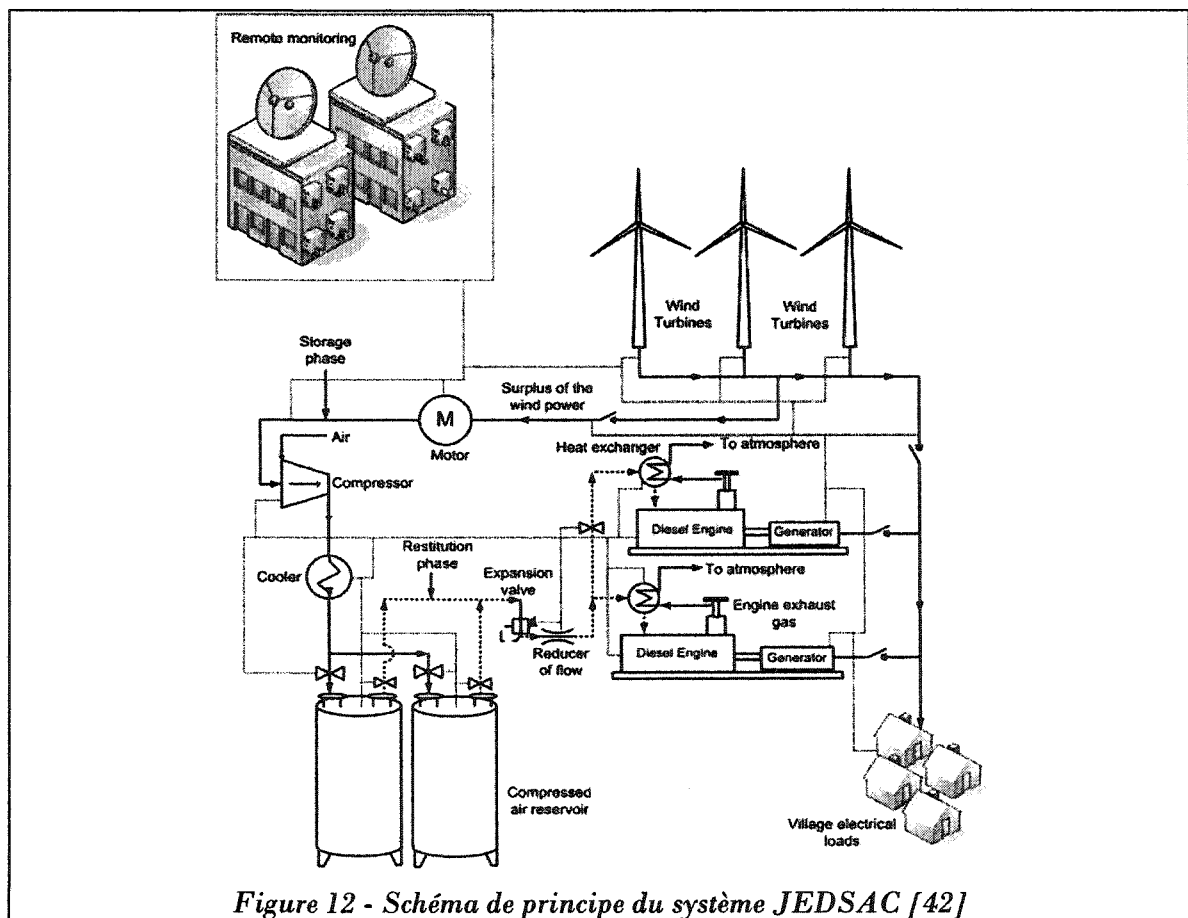 Remote monitoring
Wind
Turbines
Wind
Turbines
Storage
phase
Surplus of the
wind power
M
Motor
Air
Compressor
Heat exchanger
To atmosphere
Diesel Engine
Generator
Cooler
Restitution
phase
Expansion
valve
To atmosphere
Engine exhaust
gas
Reducer
of flow
Diesel Engine
Generator
Compressed
air reservoir
Village electrical
loads
Figure 12 - Schéma de principe du système JEDSAC [42]